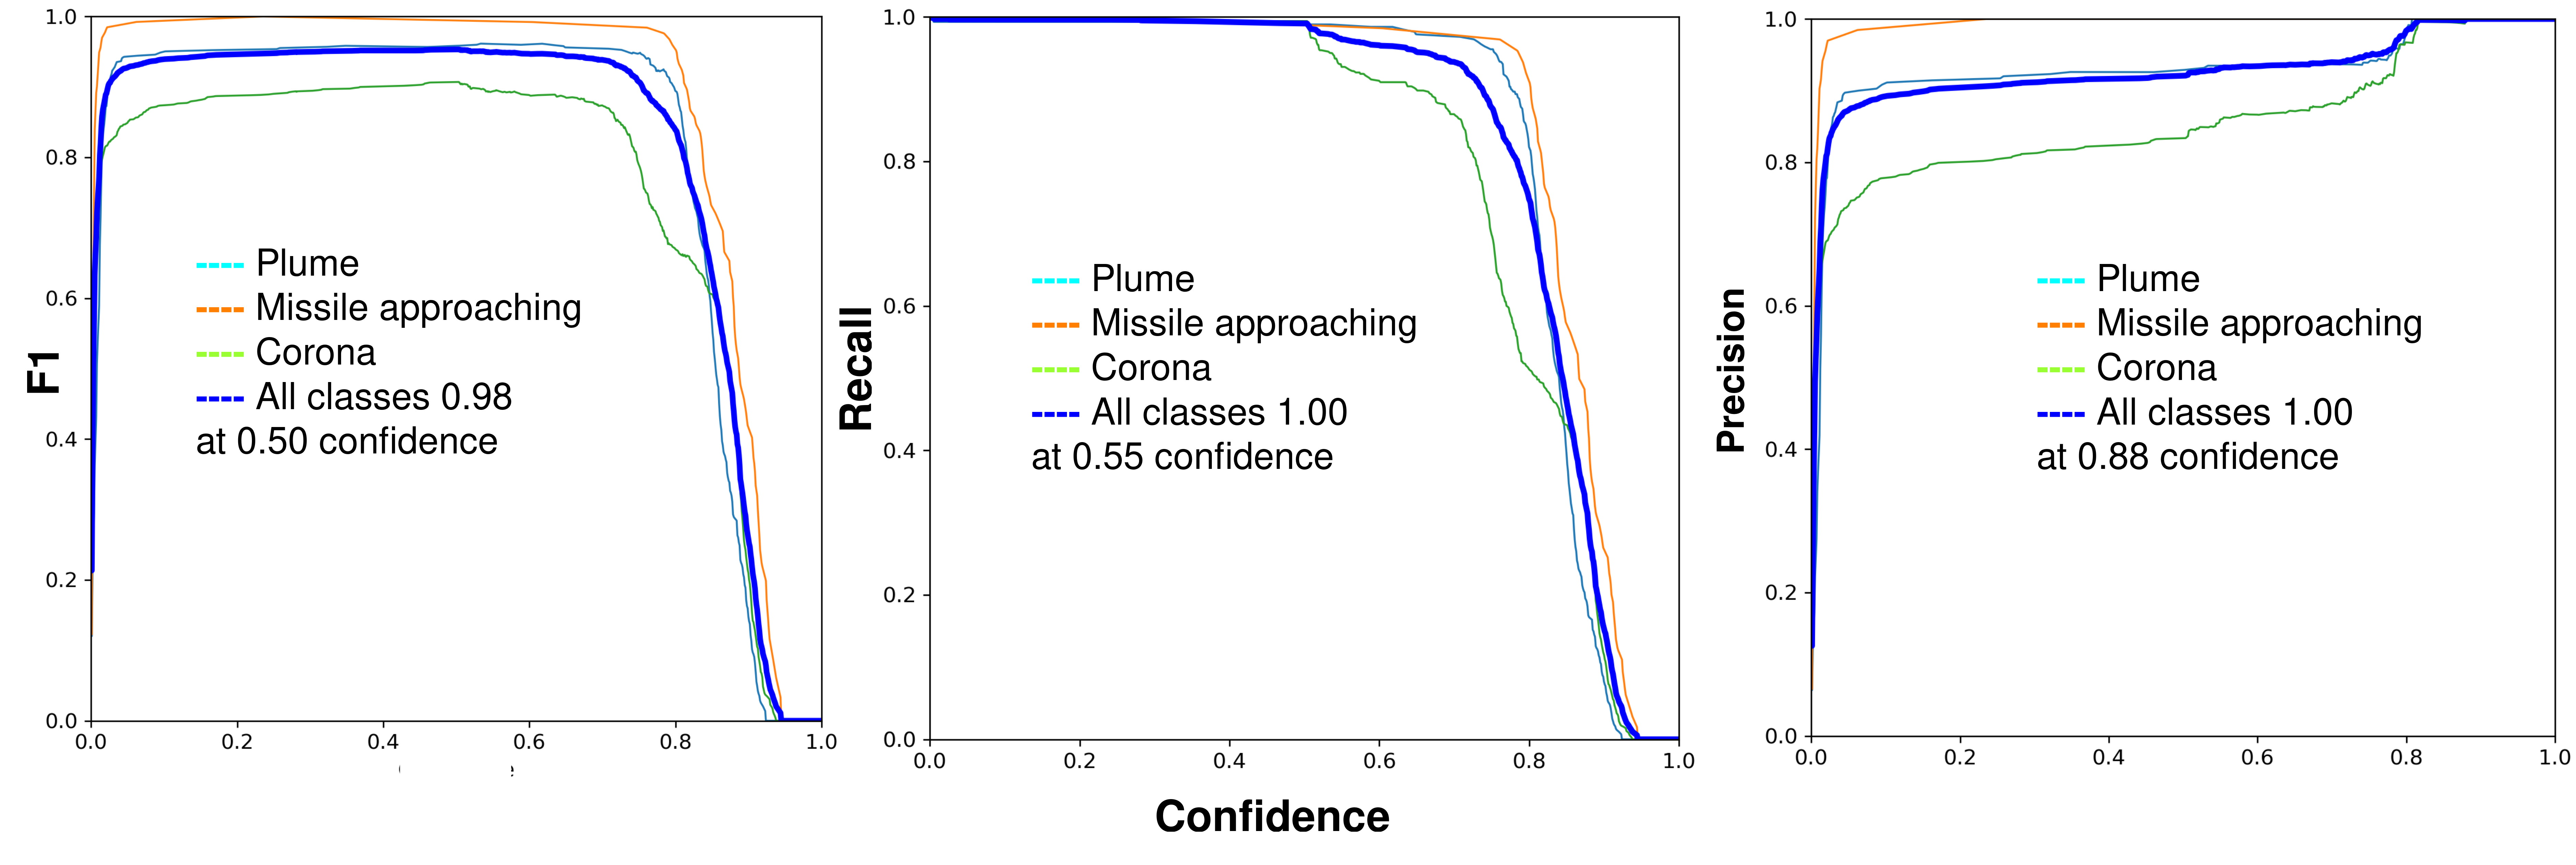 F1
1.0
0.8
0.6
0.4
0.2
0.0
0.0 0.2 0.4 0.6 0.8 1.0
Plume
Missile approaching
Corona
All classes 0.98
at 0.50 confidence
Recall
1.0
0.8
0.6
0.4
0.2
0.0
0.0 0.2 0.4 0.6 0.8 1.0
Plume
Missile approaching
Corona
All classes 1.00
at 0.55 confidence
Precision
1.0
0.8
0.6
0.4
0.2
0.0
0.0 0.2 0.4 0.6 0.8 1.0
Plume
Missile approaching
Corona
All classes 1.00
at 0.88 confidence
Confidence